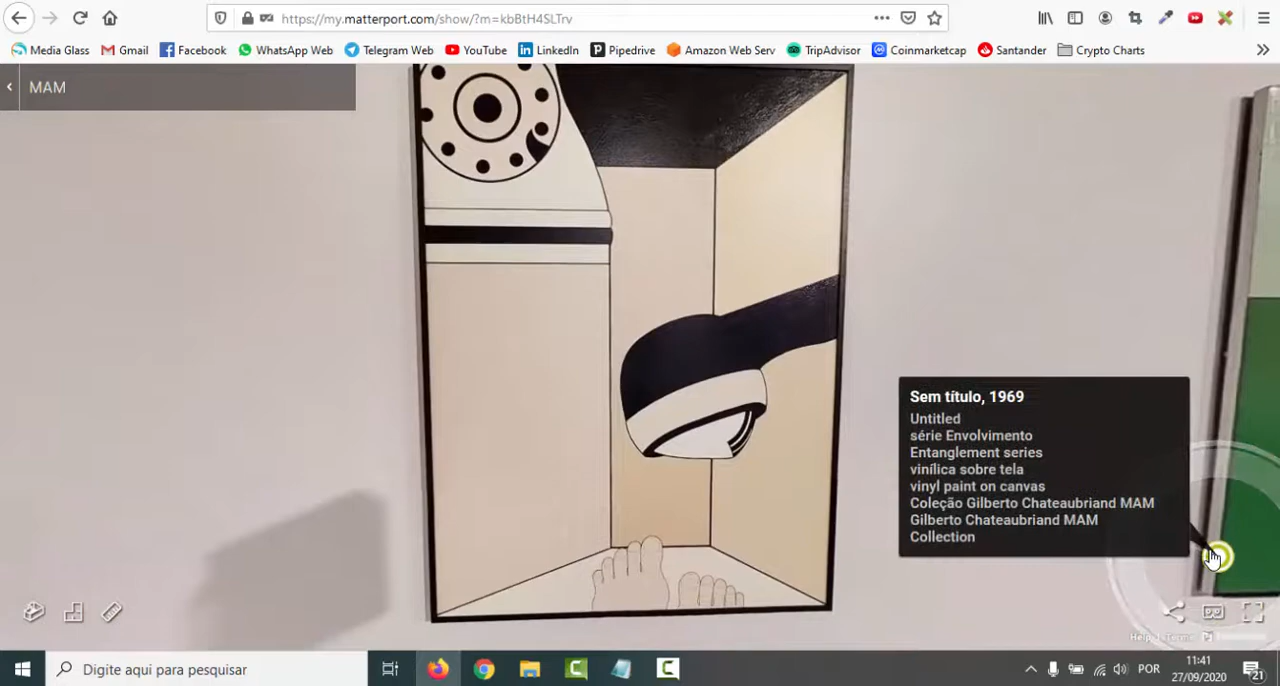 https://my.matterport.com/show/?m=kbBtH4SLTrv
Media Glass
Gmail
Facebook
WhatsApp Web
Telegram Web
YouTube
LinkedIn
Pipedrive
Amazon Web Serv
TripAdvisor
Coinmarketcap
Santander
Crypto Charts
MAM
Sem título, 1969
Untitled
série Envolvimento
Entanglement series
vinílica sobre tela
vinyl paint on canvas
Coleção Gilberto Chateaubriand MAM
Gilberto Chateaubriand MAM
Collection
Help | Terms
Digite aqui para pesquisar
POR
11:41
27/09/2020
21